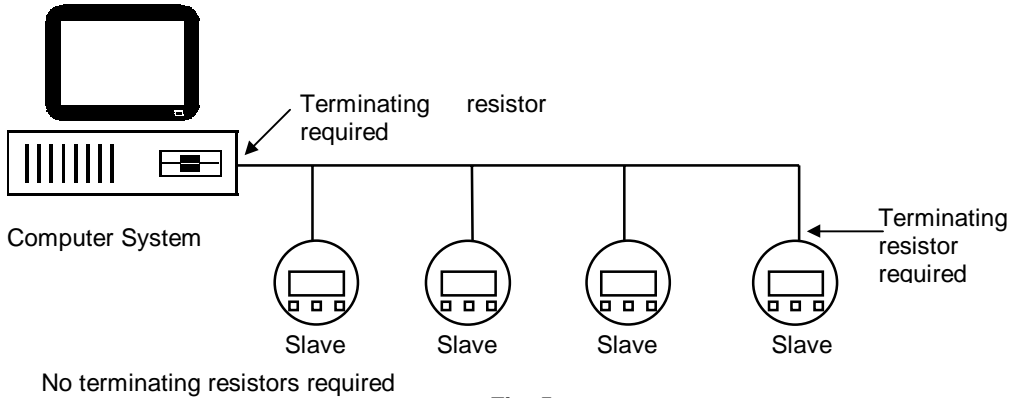 Terminating resistor
required
Computer System
Terminating
resistor
required
Slave Slave Slave Slave
No terminating resistors required